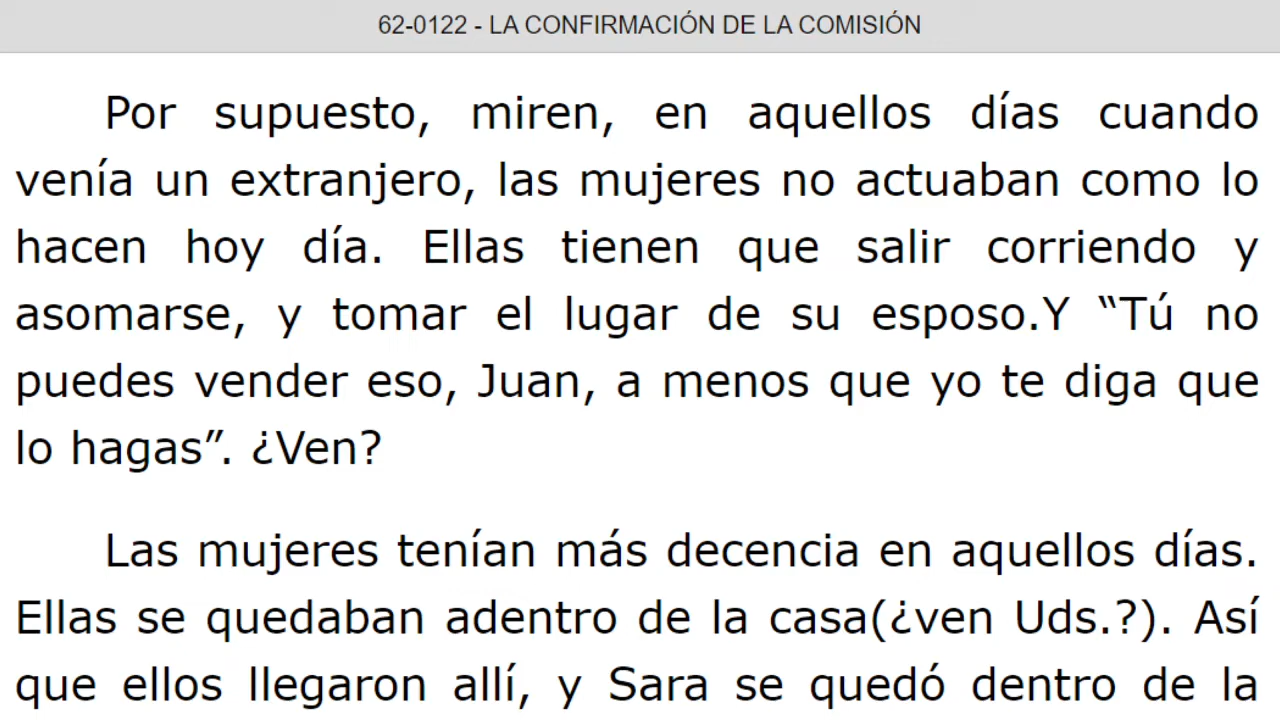 62-0122 - LA CONFIRMACIÓN DE LA COMISIÓN
Por supuesto, miren, en aquellos días cuando
venía un extranjero, las mujeres no actuaban como lo
hacen hoy día. Ellas tienen que salir corriendo y
asomarse, y tomar el lugar de su esposo.Y “Tú no
puedes vender eso, Juan, a menos que yo te diga que
lo hagas”. ¿Ven?
Las mujeres tenían más decencia en aquellos días.
Ellas se quedaban adentro de la casa(¿ven Uds.?). Así
que ellos llegaron allí, y Sara se quedó dentro de la